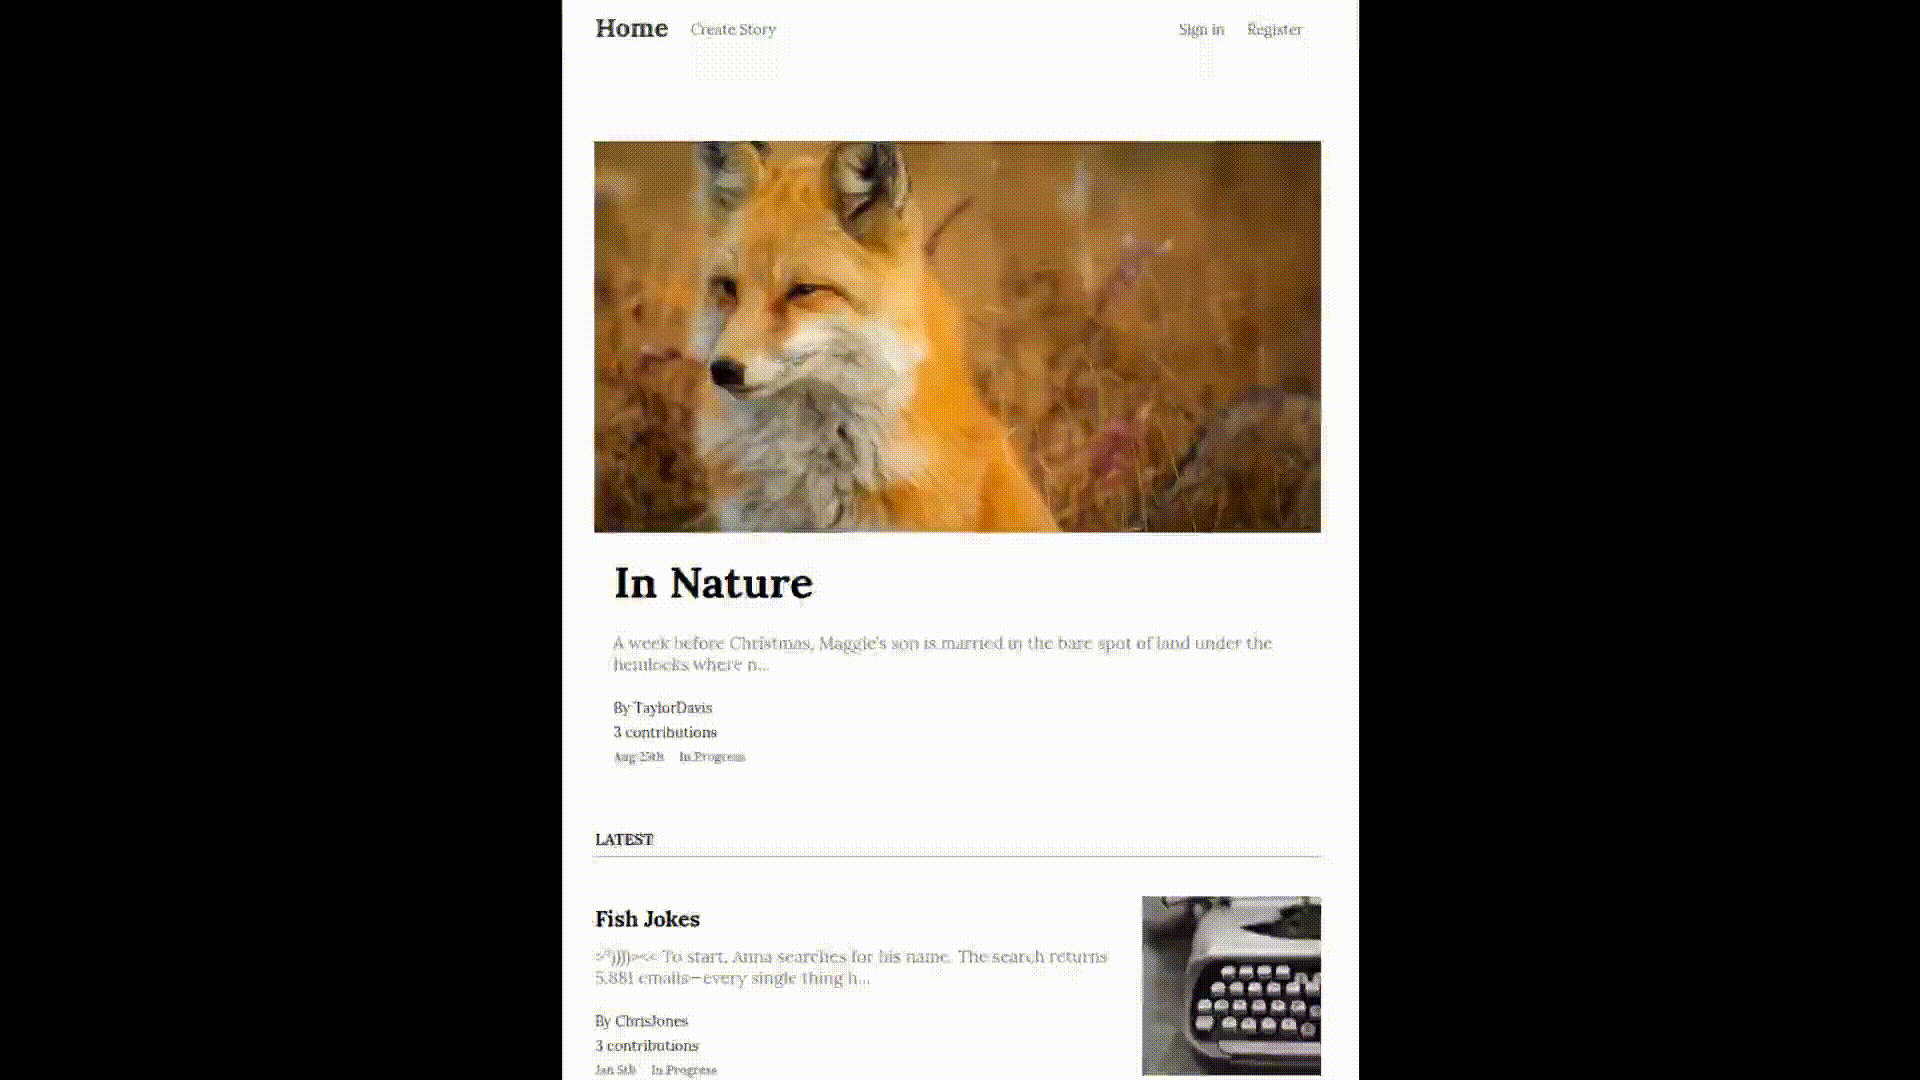 Home Create Story Sign in Register
In Nature
A week before Christmas, Maggie's son is married in the bare spot of land under the
hemlocks where n...
By TaylorDavis
3 contributions
Aug 25th In Progress
LATEST
Fish Jokes
>°))))><< To start, Anna searches for his name. The search returns
5,881 emails—every single thing h...
By ChrisJones
3 contributions
Jan 5th In Progress